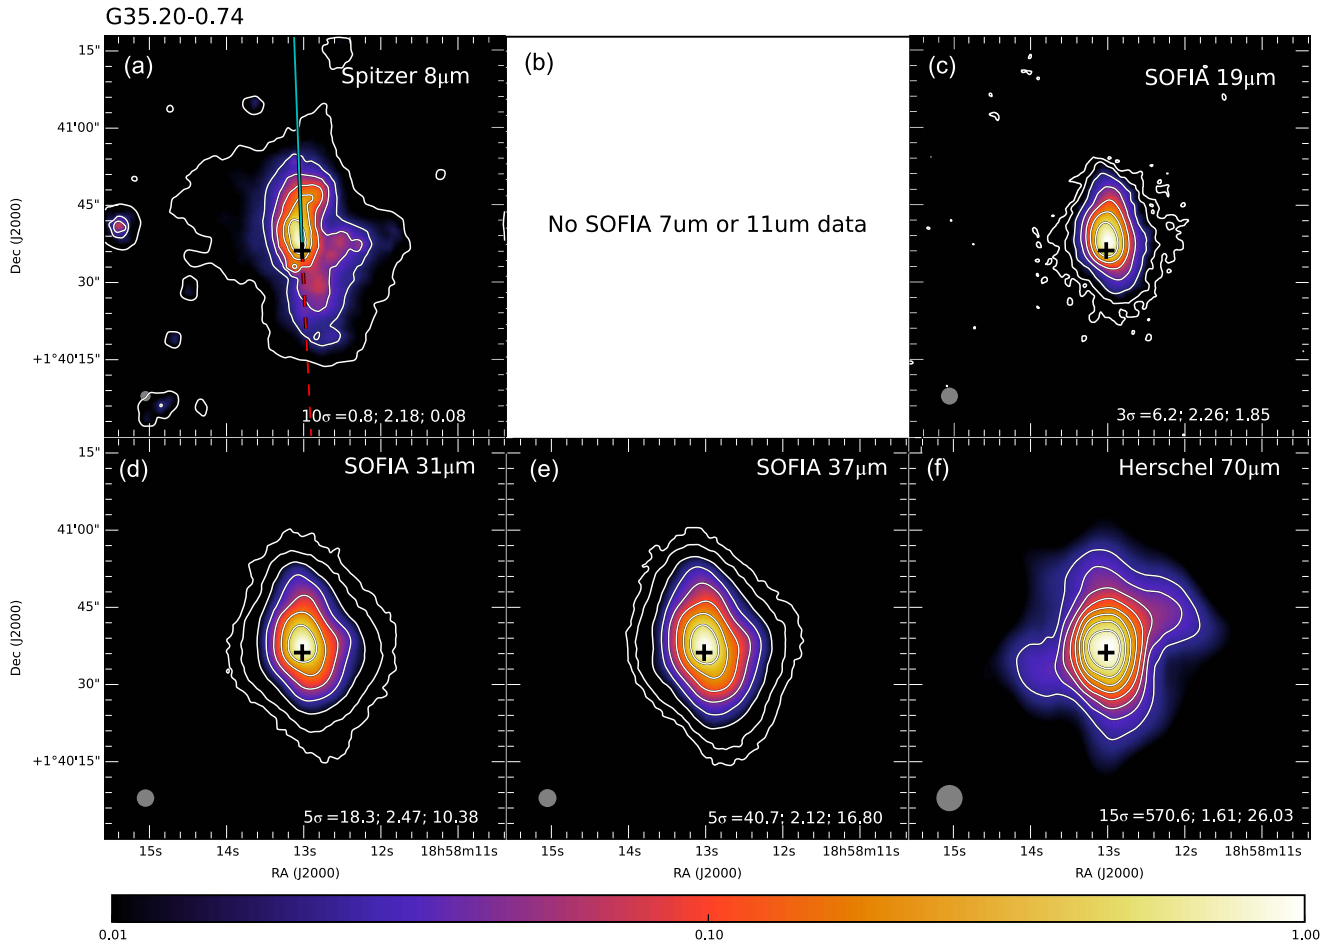 G35.20-0.74
(a)
Spitzer 8μm
15"
41'00"
45"
30"
+1°40'15"
Dec (J2000)
10σ=0.8; 2.18; 0.08
(b)
No SOFIA 7um or 11um data
(c)
SOFIA 19μm
3σ=6.2; 2.26; 1.85
(d)
SOFIA 31μm
15"
41'00"
45"
30"
+1°40'15"
Dec (J2000)
5σ=18.3; 2.47; 10.38
(e)
SOFIA 37μm
5σ=40.7; 2.12; 16.80
(f)
Herschel 70μm
15σ=570.6; 1.61; 26.03
15s 14s 13s 12s 18h58m11s
RA (J2000)
15s 14s 13s 12s 18h58m11s
RA (J2000)
15s 14s 13s 12s 18h58m11s
RA (J2000)
0.01 0.10 1.00